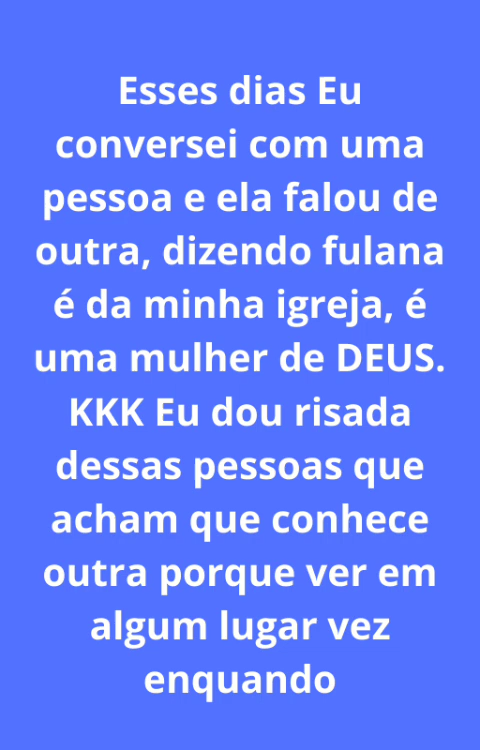 Esses dias Eu
conversei com uma
pessoa e ela falou de
outra, dizendo fulana
é da minha igreja, é
uma mulher de DEUS.
KKK Eu dou risada
dessas pessoas que
acham que conhece
outra porque ver em
algum lugar vez
enquando